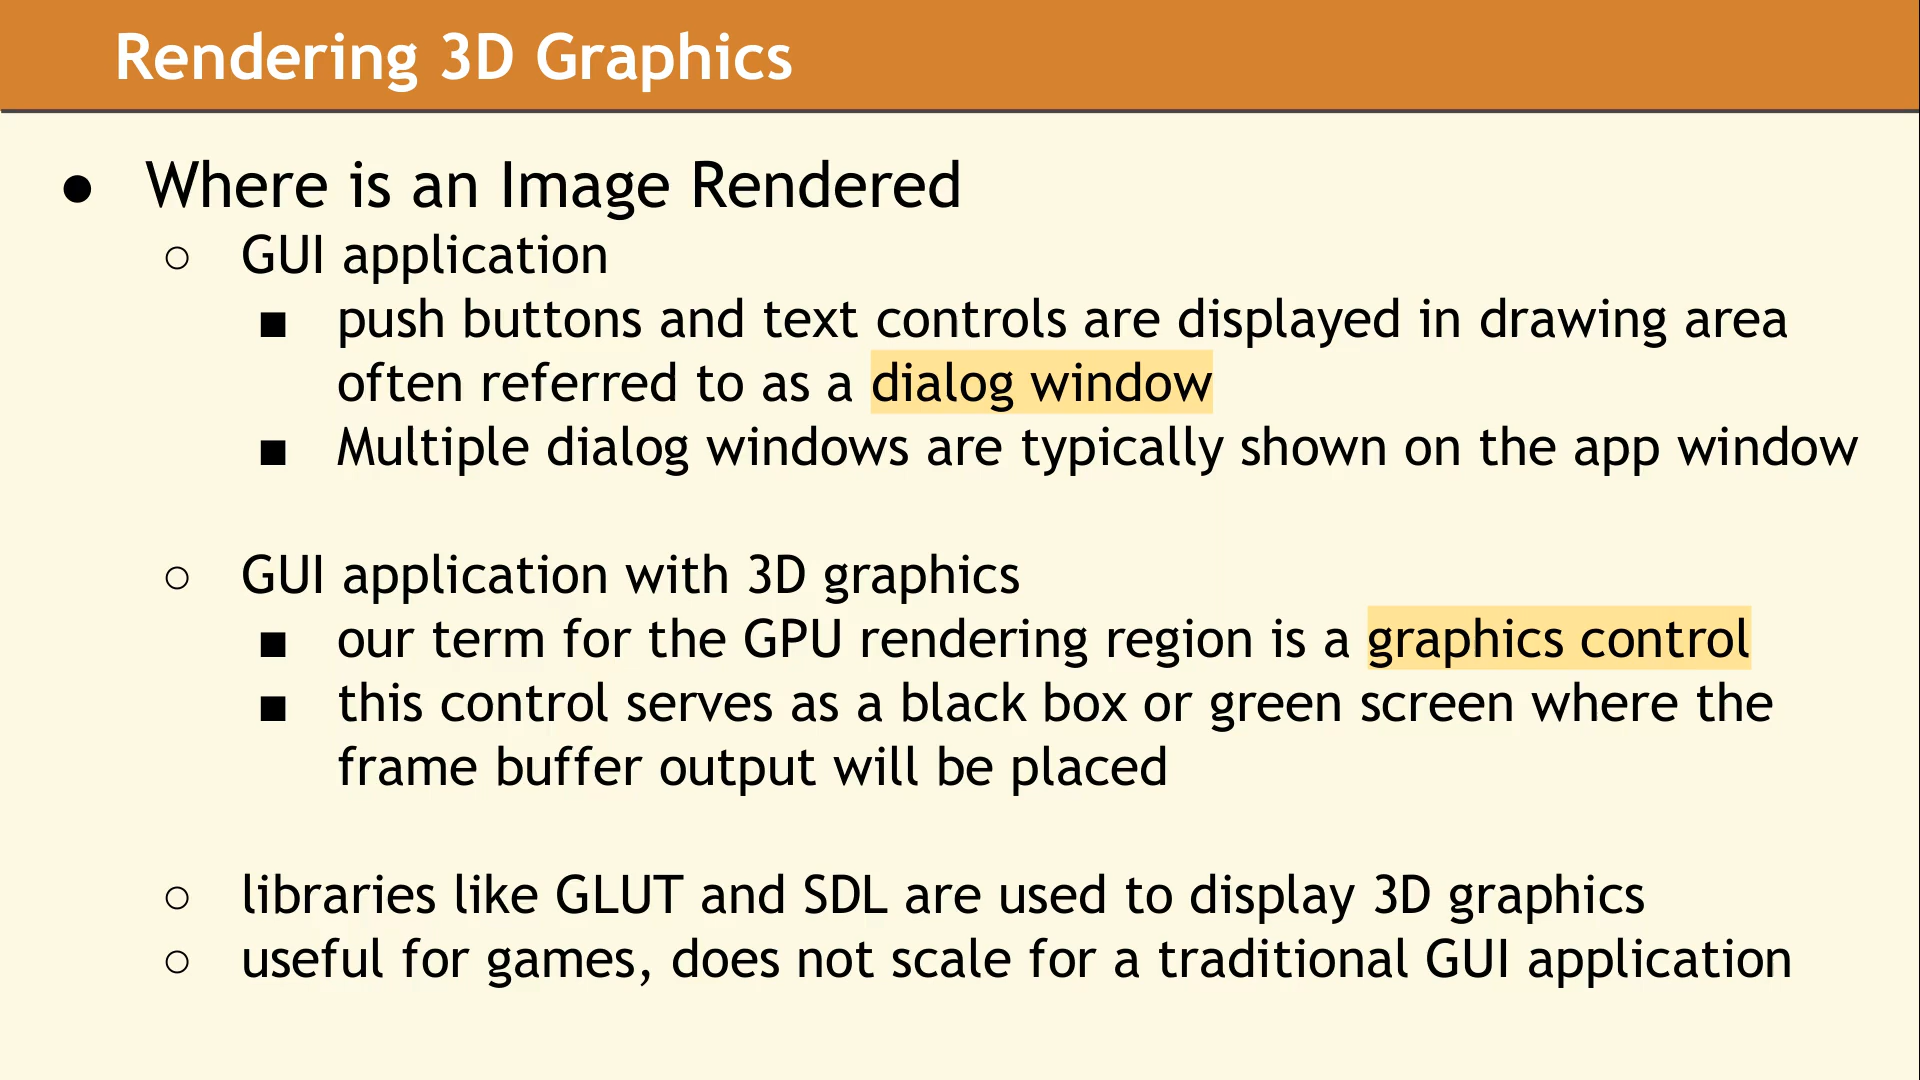 Rendering 3D Graphics
● Where is an Image Rendered
○ GUI application
■ push buttons and text controls are displayed in drawing area
often referred to as a dialog window
■ Multiple dialog windows are typically shown on the app window
○ GUI application with 3D graphics
■ our term for the GPU rendering region is a graphics control
■ this control serves as a black box or green screen where the
frame buffer output will be placed
○ libraries like GLUT and SDL are used to display 3D graphics
○ useful for games, does not scale for a traditional GUI application